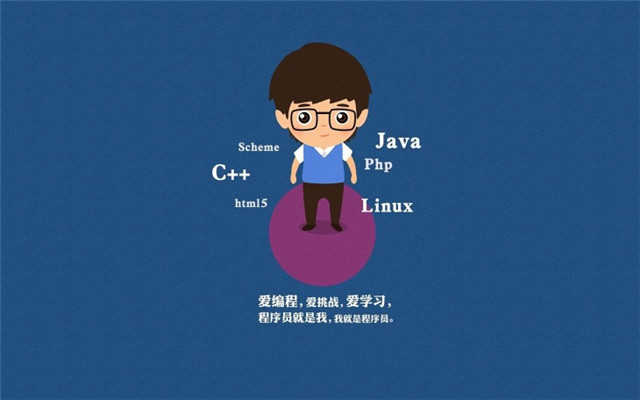 Scheme
Java
C++
Php
html5
Linux
爱编程，爱挑战，爱学习，
程序员就是我，我就是程序员。